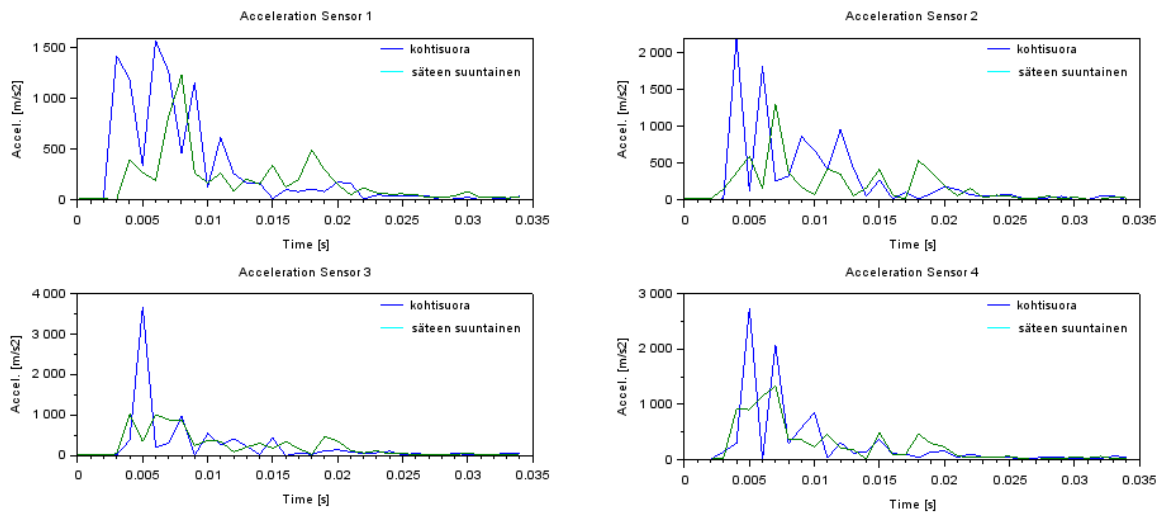 Acceleration Sensor 1
1 500
1 000
500
0
Accel. [m/s2]
kohtisuora
säteen suuntainen
0 0.005 0.01 0.015 0.02 0.025 0.03 0.035
Time [s]
Acceleration Sensor 2
2 000
1 500
1 000
500
0
Accel. [m/s2]
kohtisuora
säteen suuntainen
0 0.005 0.01 0.015 0.02 0.025 0.03 0.035
Time [s]
Acceleration Sensor 3
4 000
3 000
2 000
1 000
0
Accel. [m/s2]
kohtisuora
säteen suuntainen
0 0.005 0.01 0.015 0.02 0.025 0.03 0.035
Time [s]
Acceleration Sensor 4
3 000
2 000
1 000
0
Accel. [m/s2]
kohtisuora
säteen suuntainen
0 0.005 0.01 0.015 0.02 0.025 0.03 0.035
Time [s]